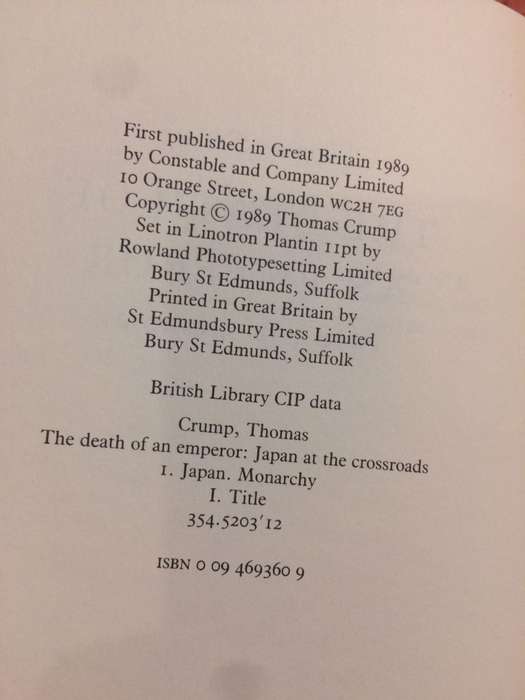 First published in Great Britain 1989
by Constable and Company Limited
10 Orange Street, London WC2H 7EG
Copyright © 1989 Thomas Crump
Set in Linotron Plantin 11pt by
Rowland Phototypesetting Limited
Bury St Edmunds, Suffolk
Printed in Great Britain by
St Edmundsbury Press Limited
Bury St Edmunds, Suffolk
British Library CIP data
Crump, Thomas
The death of an emperor: Japan at the crossroads
1. Japan. Monarchy
I. Title
354.5203'12
ISBN 0 09 469360 9